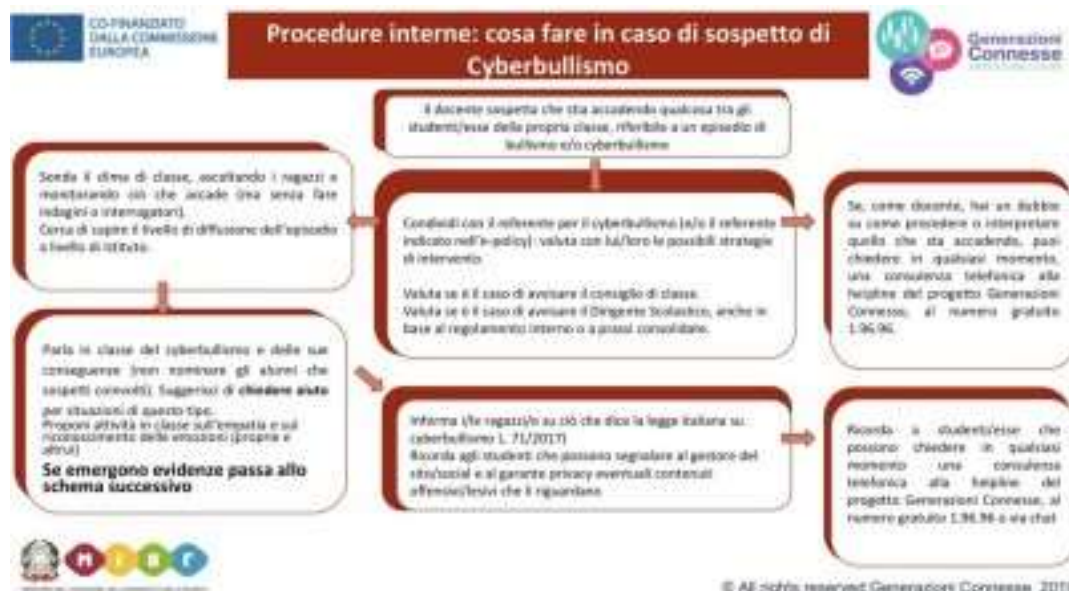 CO-FINANZIATO
DALLA COMMISSIONE
EUROPEA
Procedure interne: cosa fare in caso di sospetto di
Cyberbullismo
Generazioni
Connesse
Il docente sospetta che stia accadendo qualcosa tra gli
studenti/esse della propria classe, riferibile a un episodio di
bullismo e/o cyberbullismo
Sonda il clima di classe, ascoltando i ragazzi e
monitorando ciò che accade (ma senza fare
indagini o interrogatori).
Cerca di capire il livello di diffusione dell'episodio
a livello di istituto.
Condividi con il referente per il cyberbullismo (e/o il referente
indicato nell'e-policy): valuta con lui/loro le possibili strategie
di intervento.
Valuta se è il caso di avvisare il consiglio di classe.
Valuta se è il caso di avvisare il Dirigente Scolastico, anche in
base al regolamento interno o a prassi consolidate.
Se, come docente, hai un dubbio
su come procedere o interpretare
quello che sta accadendo, puoi
chiedere in qualsiasi momento,
una consulenza telefonica alla
helpline del progetto Generazioni
Connesse, al numero gratuito
1.96.96.
Parla in classe del cyberbullismo e delle sue
conseguenze (non nominare gli alunni che
sospetti coinvolti). Suggerisci di chiedere aiuto
per situazioni di questo tipo.
Proponi attività in classe sull'empatia e sul
riconoscimento delle emozioni (proprie e
altrui)
Se emergono evidenze passa allo
schema successivo
Informa i/le ragazzi/e su ciò che dice la legge italiana su
cyberbullismo L. 71/2017)
Ricorda agli studenti che possono segnalare al gestore del
sito/social e al garante privacy eventuali contenuti
offensivi/lesivi che li riguardano
Ricorda a studenti/esse che
possono chiedere in qualsiasi
momento una consulenza
telefonica alla helpline del
progetto Generazioni Connesse, al
numero gratuito 1.96.96 o via chat
© All rights reserved Generazioni Connesse, 201